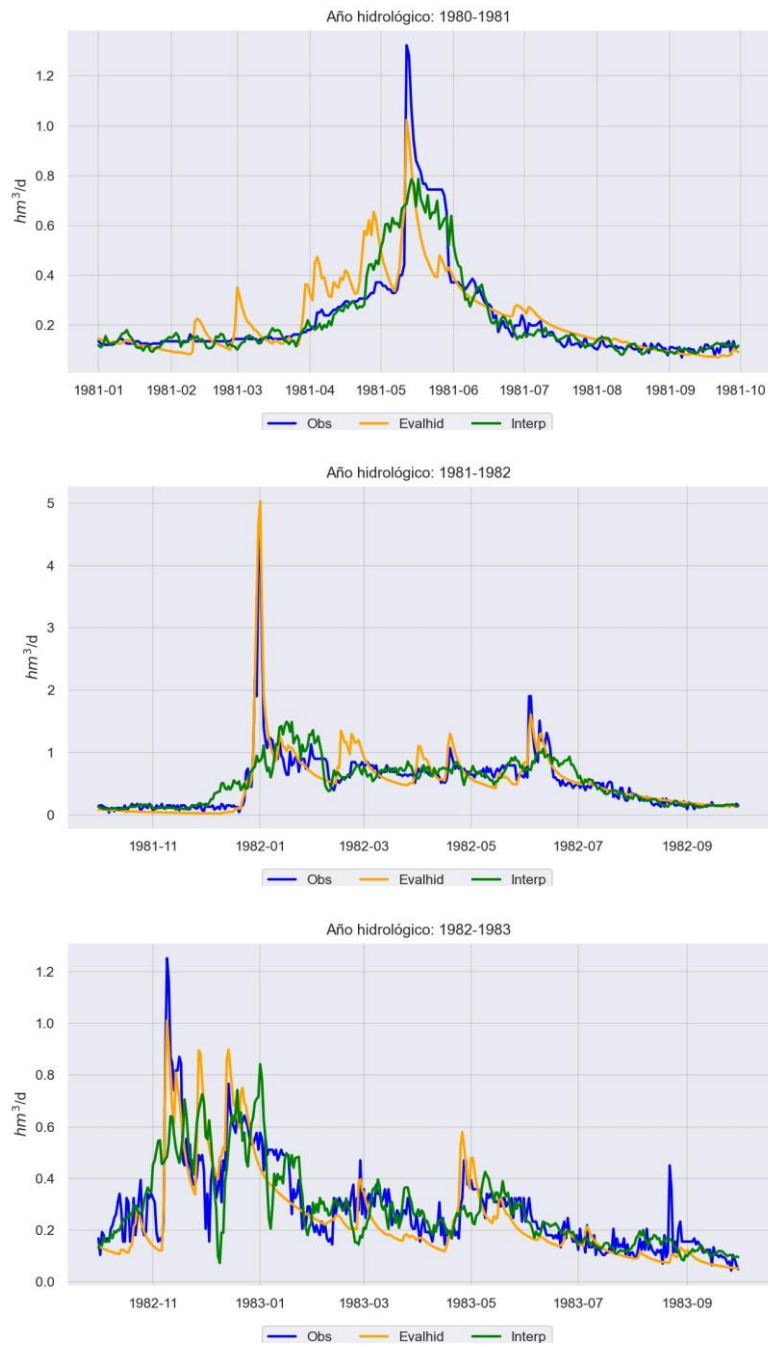 Año hidrológico: 1980-1981
1.2
1.0
0.8
0.6
0.4
0.2
hm³/d
1981-01 1981-02 1981-03 1981-04 1981-05 1981-06 1981-07 1981-08 1981-09 1981-10
Obs Evalhid Interp
Año hidrológico: 1981-1982
5
4
3
2
1
0
hm³/d
1981-11 1982-01 1982-03 1982-05 1982-07 1982-09
Obs Evalhid Interp
Año hidrológico: 1982-1983
1.2
1.0
0.8
0.6
0.4
0.2
0.0
hm³/d
1982-11 1983-01 1983-03 1983-05 1983-07 1983-09
Obs Evalhid Interp